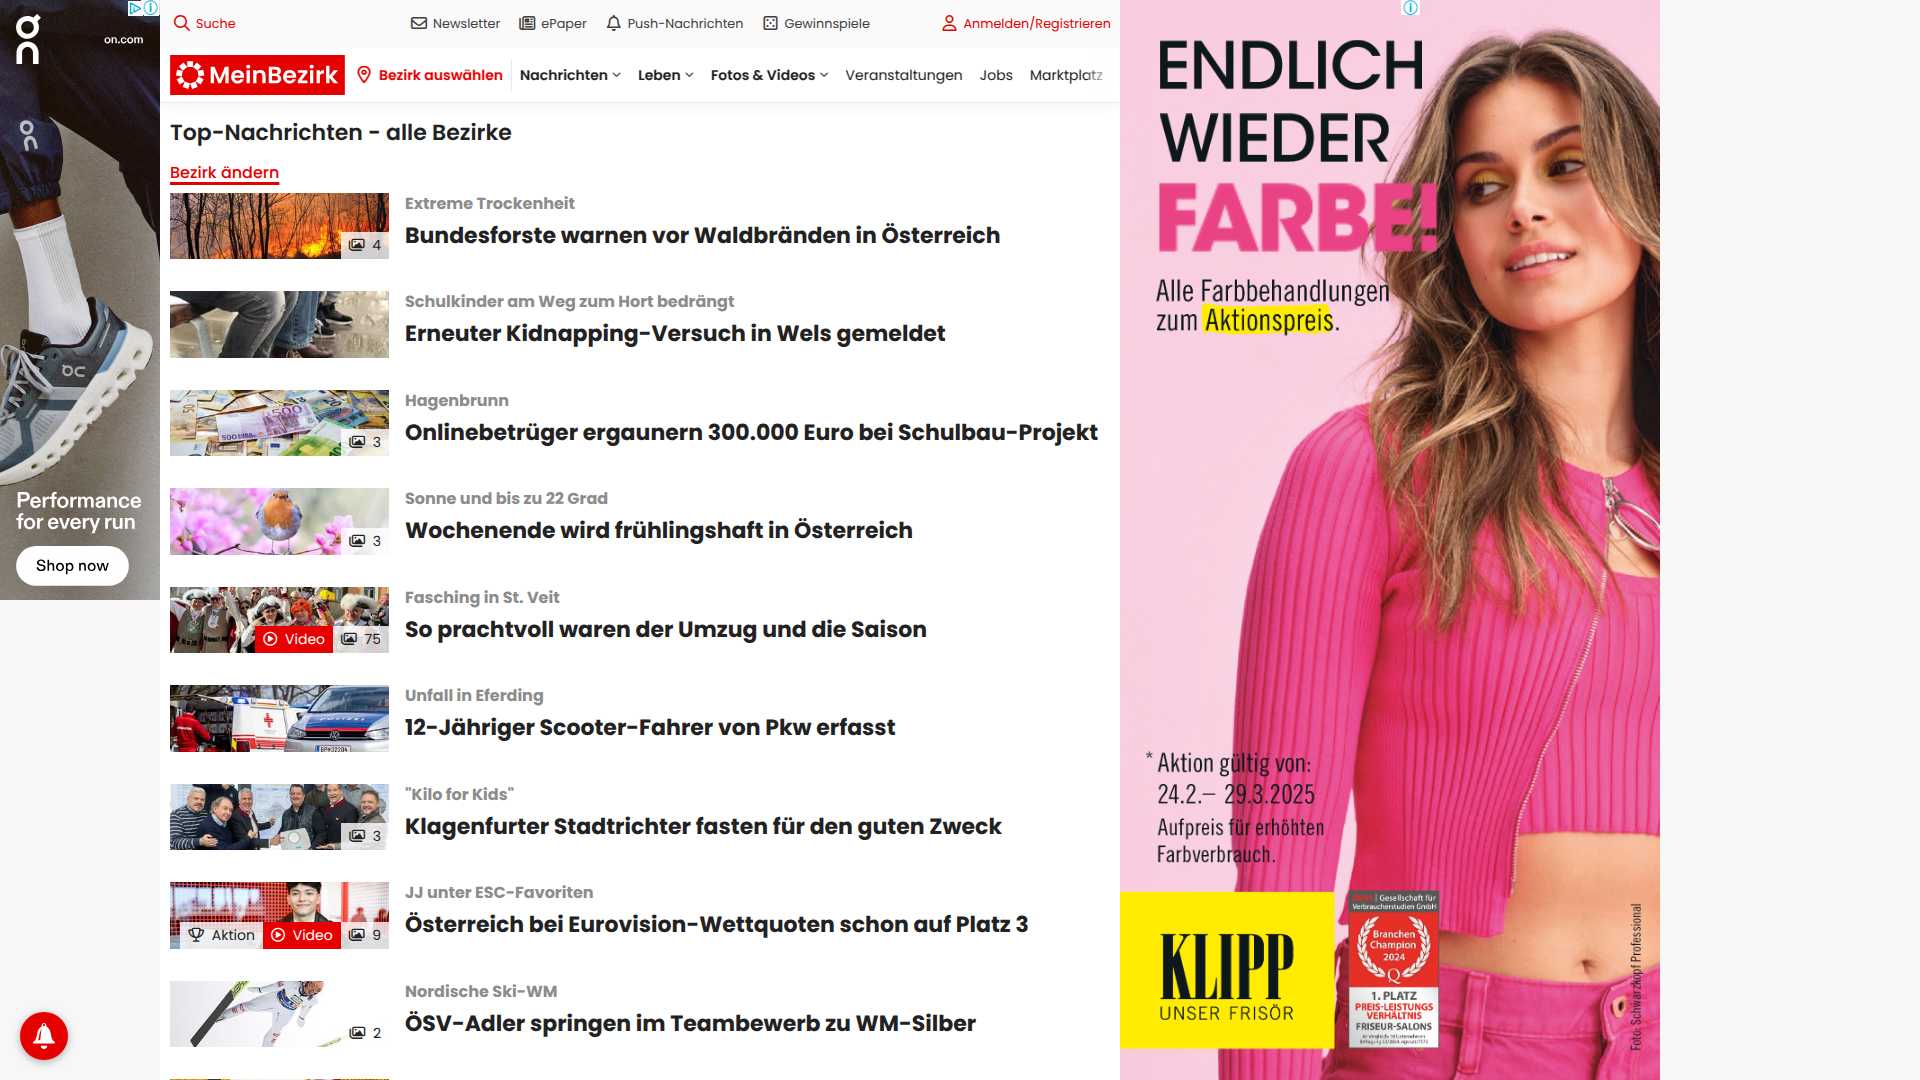 on.com
Performance
for every run
Shop now
Suche
Newsletter
ePaper
Push-Nachrichten
Gewinnspiele
Anmelden/Registrieren
MeinBezirk
Bezirk auswählen
Nachrichten
Leben
Fotos & Videos
Veranstaltungen
Jobs
Marktplatz
Top-Nachrichten - alle Bezirke
Bezirk ändern
4
Extreme Trockenheit
Bundesforste warnen vor Waldbränden in Österreich
Schulkinder am Weg zum Hort bedrängt
Erneuter Kidnapping-Versuch in Wels gemeldet
3
Hagenbrunn
Onlinebetrüger ergaunern 300.000 Euro bei Schulbau-Projekt
3
Sonne und bis zu 22 Grad
Wochenende wird frühlingshaft in Österreich
Video
75
Fasching in St. Veit
So prachtvoll waren der Umzug und die Saison
Unfall in Eferding
12-Jähriger Scooter-Fahrer von Pkw erfasst
3
"Kilo for Kids"
Klagenfurter Stadtrichter fasten für den guten Zweck
Aktion
Video
9
JJ unter ESC-Favoriten
Österreich bei Eurovision-Wettquoten schon auf Platz 3
2
Nordische Ski-WM
ÖSV-Adler springen im Teambewerb zu WM-Silber
ENDLICH
WIEDER
FARBE!
Alle Farbbehandlungen
zum Aktionspreis.
* Aktion gültig von:
24.2.– 29.3.2025
Aufpreis für erhöhten
Farbverbrauch.
KLIPP
UNSER FRISÖR
Gesellschaft für
Verbraucherstudien GmbH
Branchen
Champion
2024
1. PLATZ
PREIS-LEISTUNGS
VERHÄLTNIS
FRISEUR-SALONS
Foto: Schwarzkopf Professional